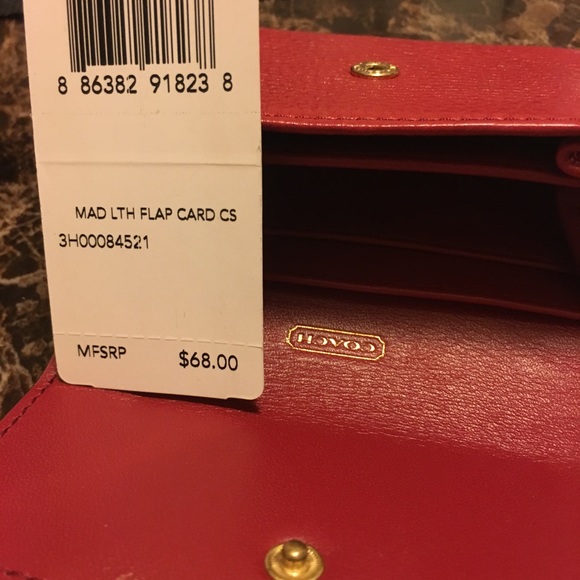 8 86382 91823 8
MAD LTH FLAP CARD CS
3H00084521
MFSRP $68.00
COACH